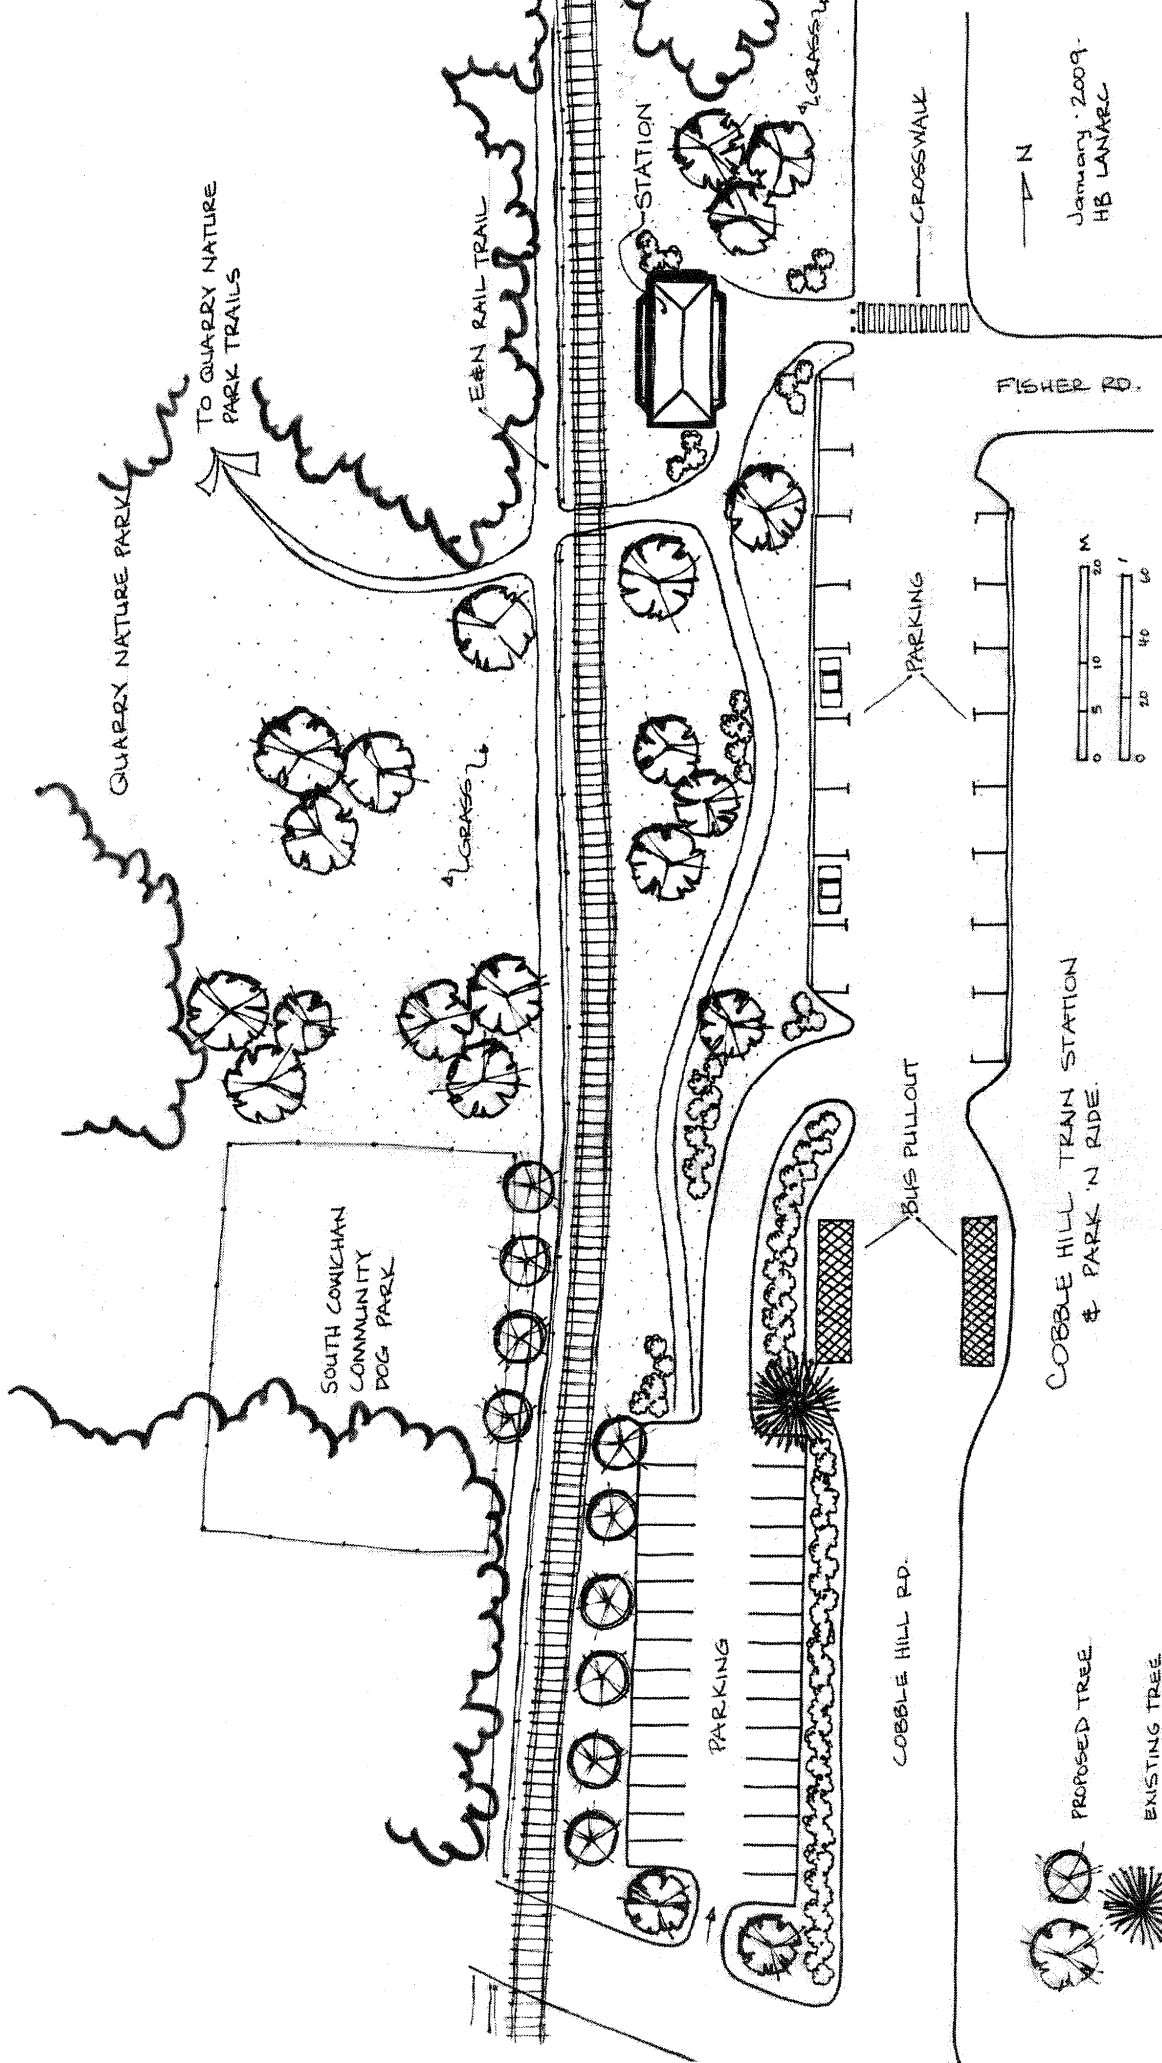 QUARRY NATURE PARK
TO QUARRY NATURE
PARK TRAILS
E&N RAIL TRAIL
STATION
GRASS
GRASS
SOUTH COWICHAN
COMMUNITY
DOG PARK
PARKING
PARKING
BUS PULLOUT
CROSSWALK
COBBLE HILL RD.
FISHER RD.
N
January · 2009 -
HB LANARC
0 5 10 20 M
0 20 40 60 '
COBBLE HILL TRAIN STATION
& PARK 'N RIDE.
PROPOSED TREE
EXISTING TREE